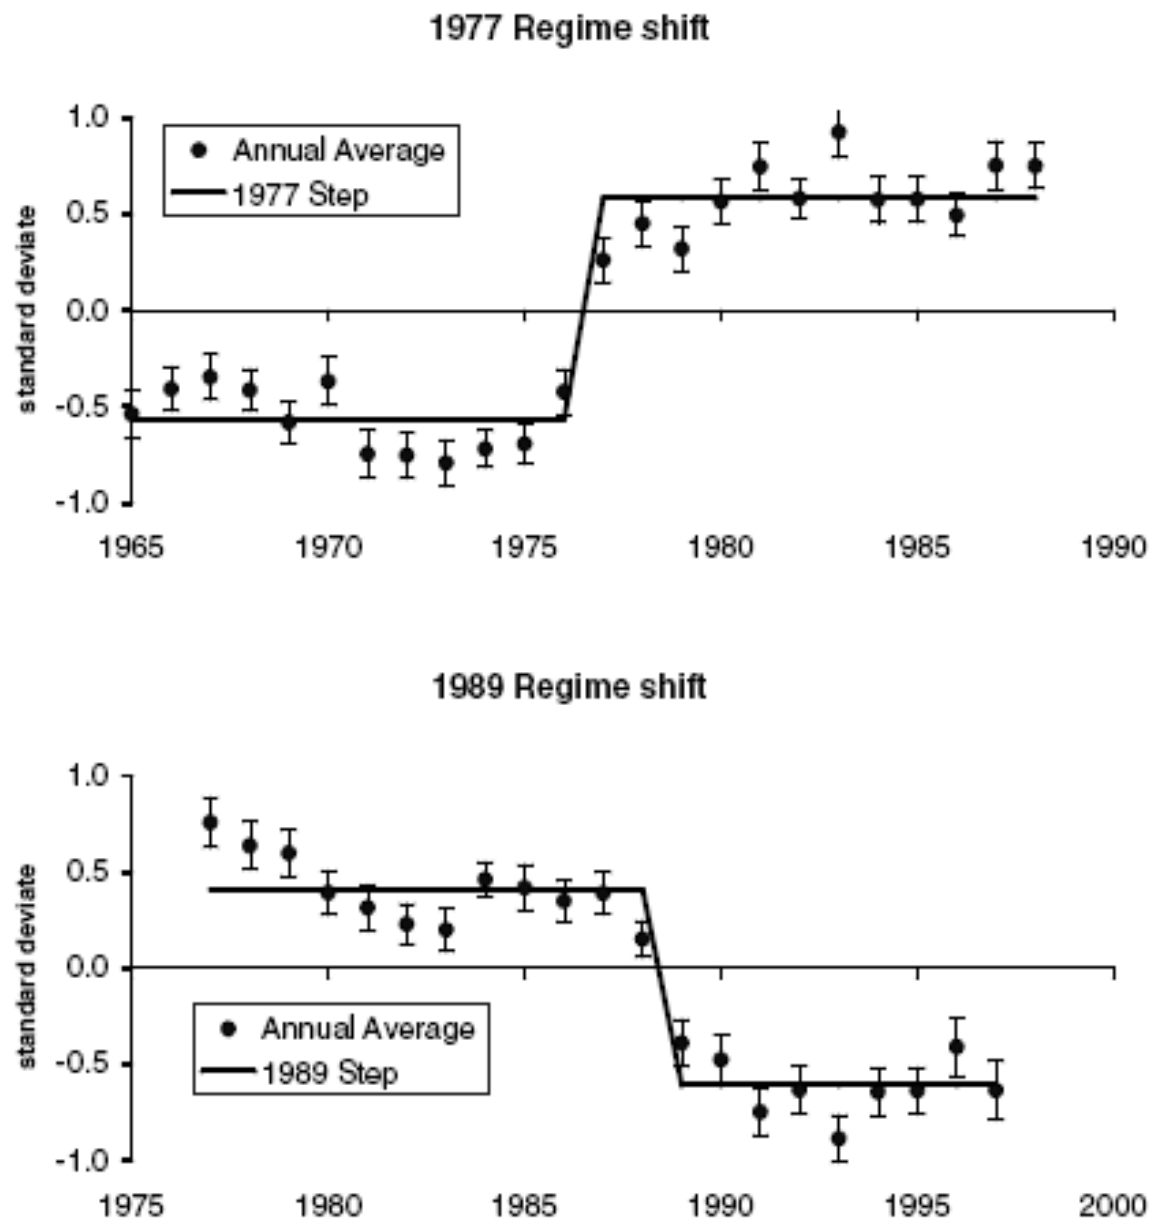 1977 Regime shift
1.0
Annual Average
1977 Step
0.5
standard deviate
0.0
-0.5
-1.0
1965 1970 1975 1980 1985 1990
1989 Regime shift
1.0
0.5
standard deviate
0.0
Annual Average
-0.5
1989 Step
-1.0
1975 1980 1985 1990 1995 2000